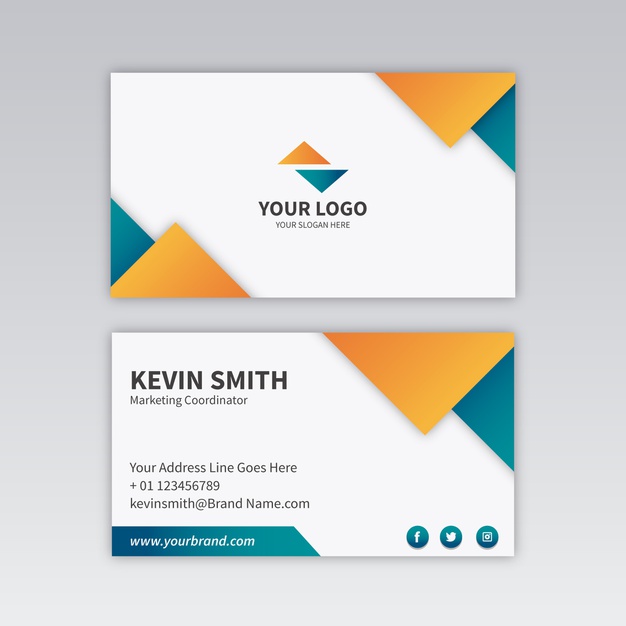 YOUR LOGO
YOUR SLOGAN HERE
KEVIN SMITH
Marketing Coordinator
Your Address Line Goes Here
+ 01 123456789
kevinsmith@Brand Name.com
www.yourbrand.com